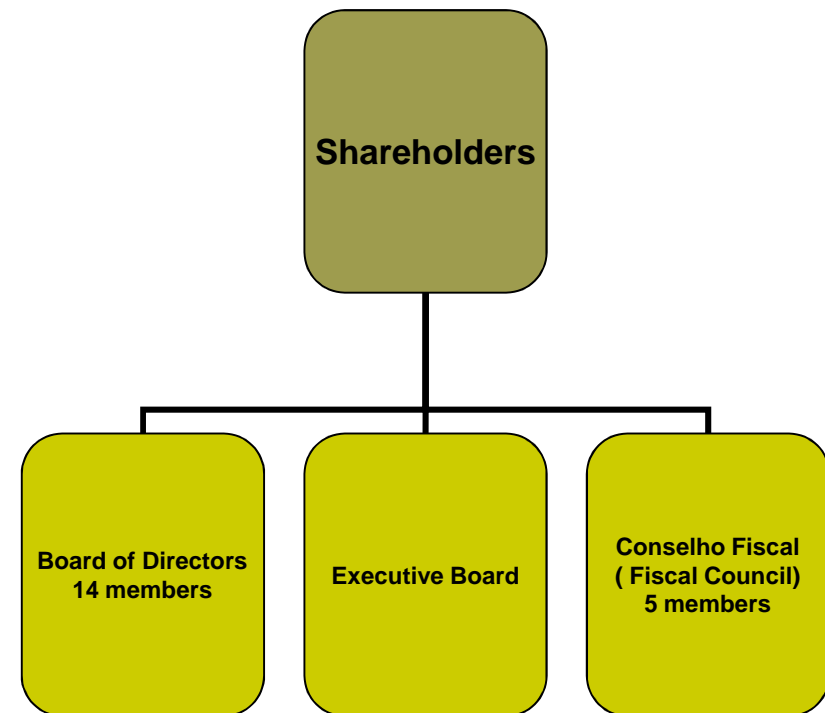 Shareholders
Board of Directors
14 members
Executive Board
Conselho Fiscal
( Fiscal Council)
5 members